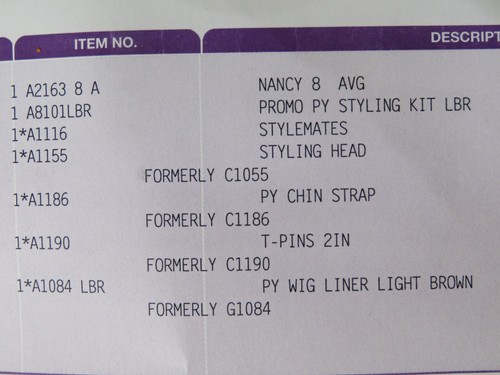 ITEM NO. DESCRIPT
1 A2163 8 A NANCY 8 AVG
1 A8101LBR PROMO PY STYLING KIT LBR
1*A1116 STYLEMATES
1*A1155 STYLING HEAD
FORMERLY C1055
1*A1186 PY CHIN STRAP
FORMERLY C1186
1*A1190 T-PINS 2IN
FORMERLY C1190
1*A1084 LBR PY WIG LINER LIGHT BROWN
FORMERLY G1084